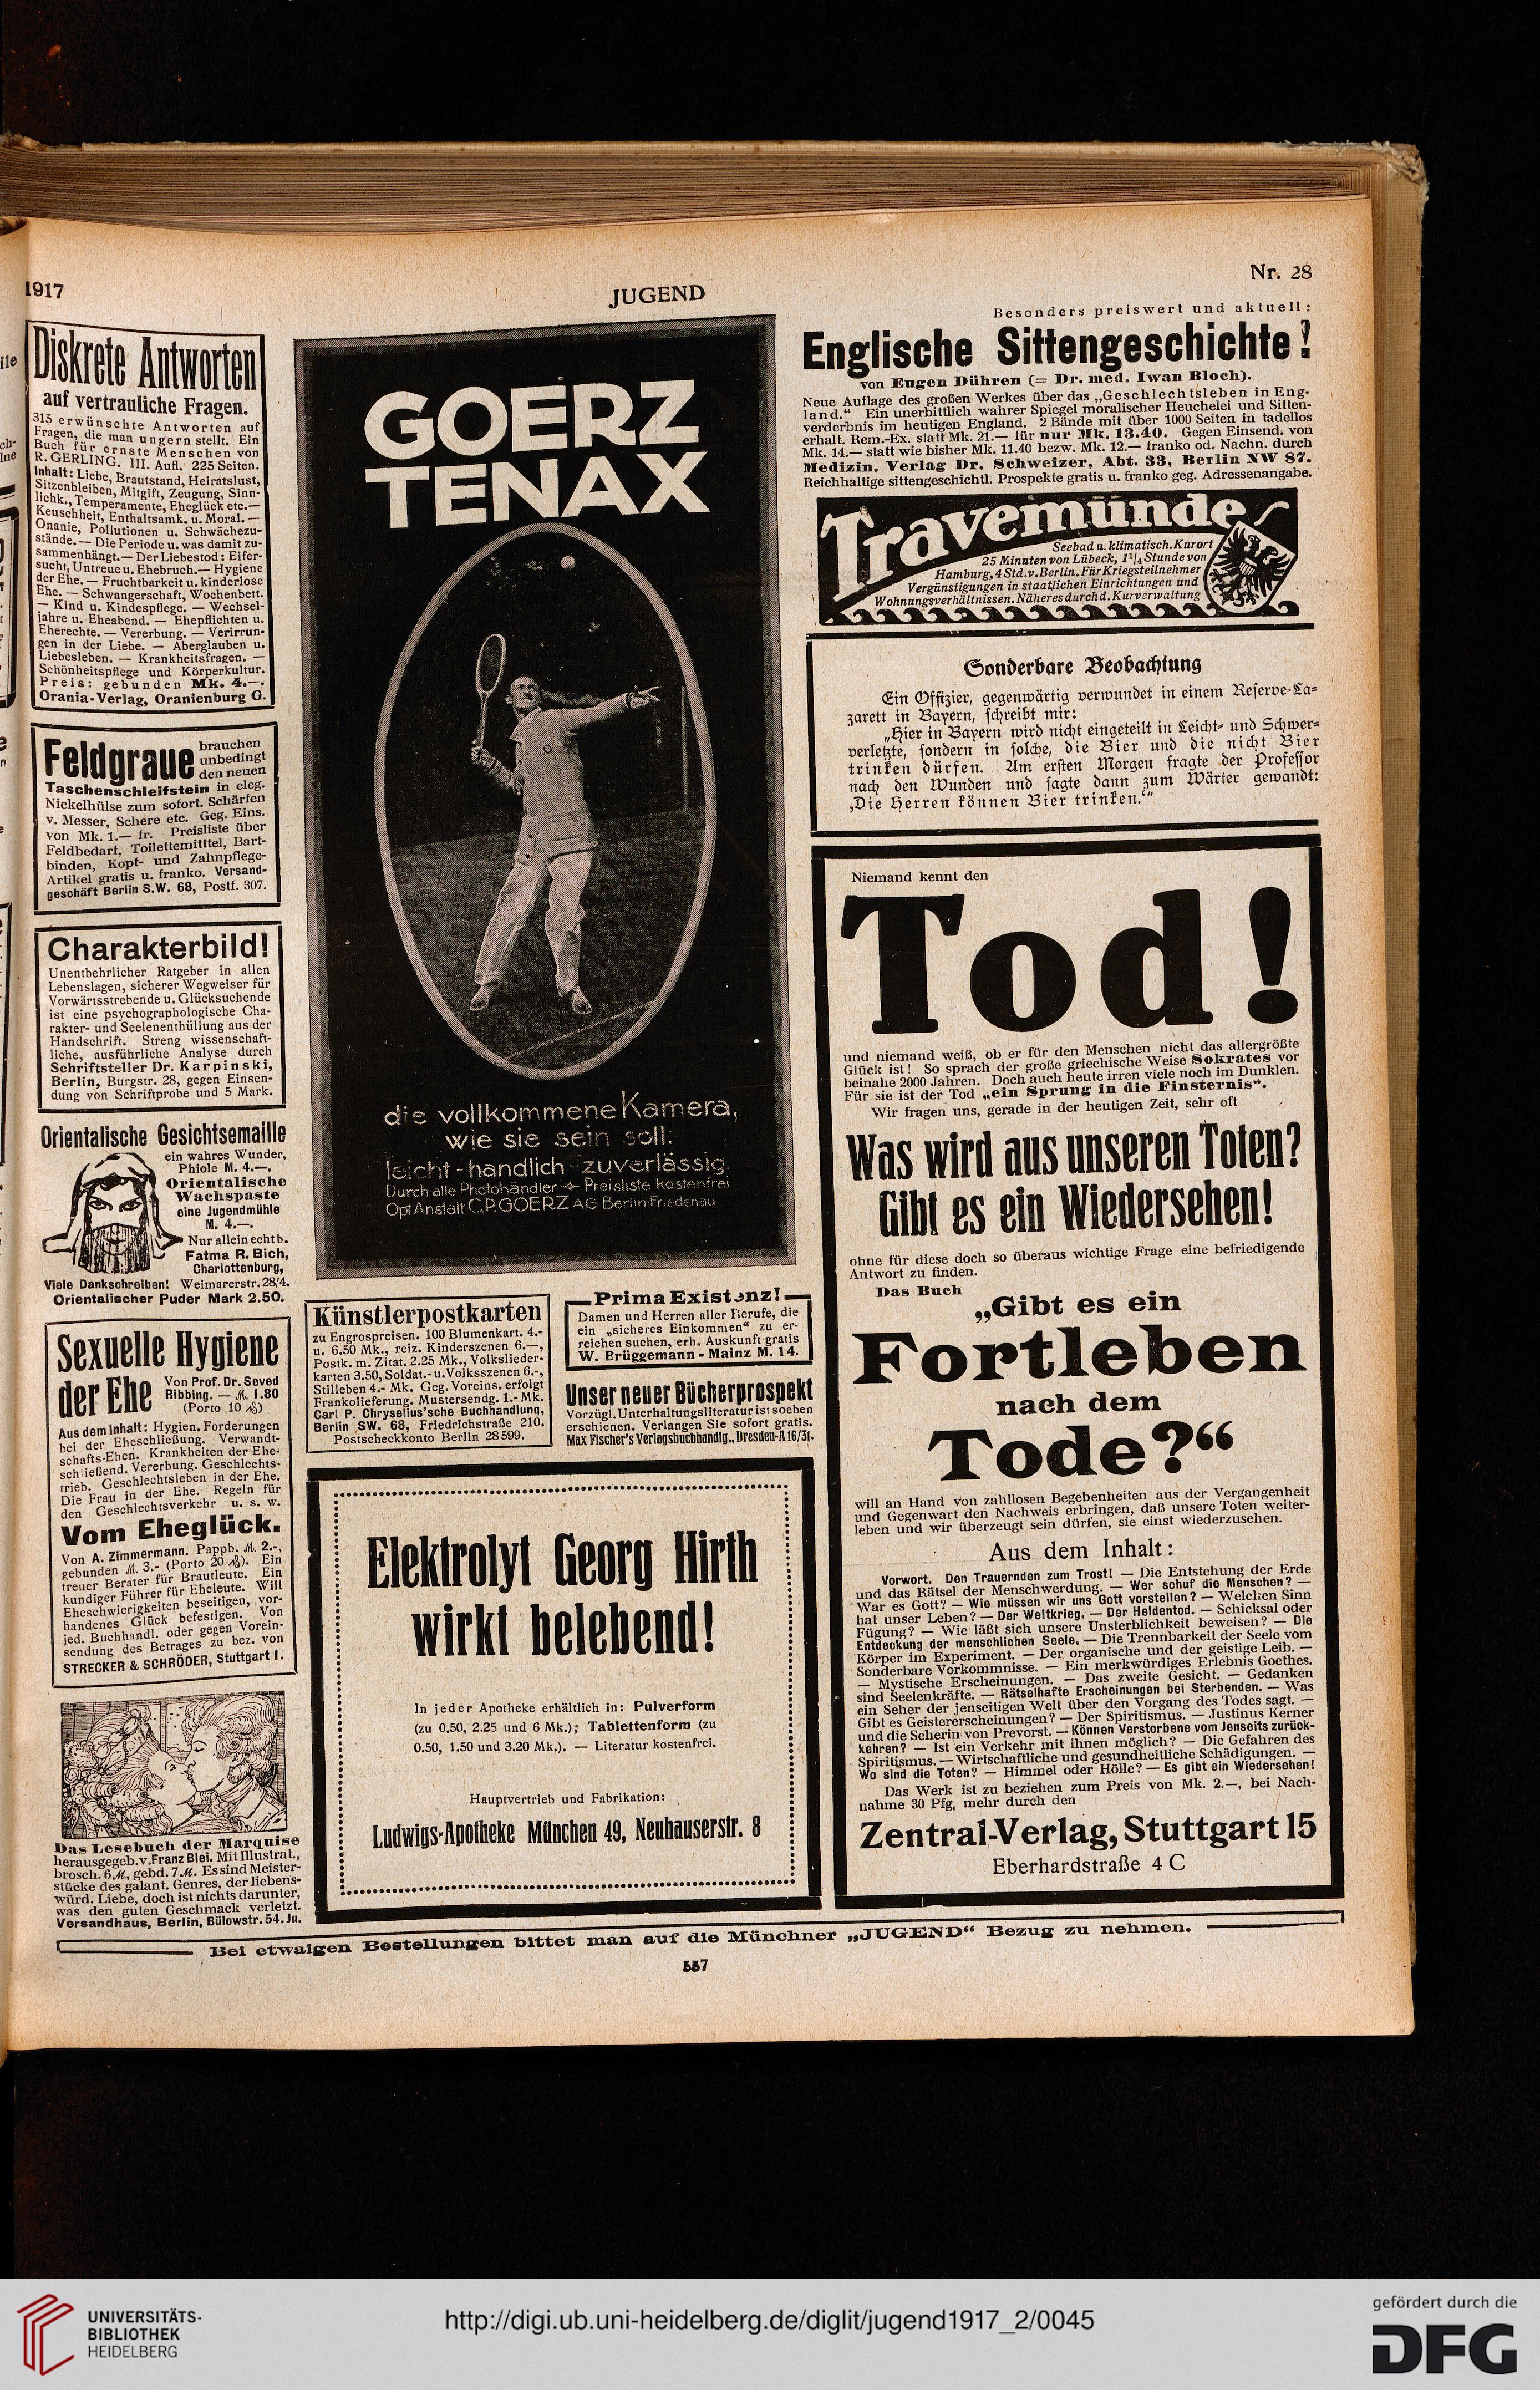 1917
JUGEND
Nr. 28
Diskrete Antworten
auf vertrauliche Fragen.
315 erwünschte Antworten auf
Fragen, die man ungern stellt. Ein
Buch für ernste Menschen von
R. GERLING. III. Aufl. 225 Seiten.
Inhalt: Liebe, Brautstand, Heiratslust,
Sitzenbleiben, Mitgift, Zeugung, Sinn-
lichk., Temperamente, Eheglück etc.—
Keuschheit, Enthaltsamk. u. Moral. —
Onanie, Pollutionen u. Schwächezu-
stände. — Die Periode u. was damit zu-
sammenhängt. — Der Liebestod: Eifer-
sucht, Untreue u. Ehebruch.— Hygiene
der Ehe. — Fruchtbarkeit u. kinderlose
Ehe. — Schwangerschaft, Wochenbett.
— Kind u. Kindespflege. — Wechsel-
jahre u. Eheabend. — Ehepflichten u.
Eherechte. — Vererbung. — Verirrun-
gen in der Liebe. — Aberglauben u.
Liebesleben. — Krankheitsfragen. —
Schönheitspflege und Körperkultur.
Preis: gebunden Mk. 4.—.
Orania-Verlag, Oranienburg G.
Feldgraue
brauchen
unbedingt
den neuen
Taschenschleifstein in eleg.
Nickelhülse zum sofort. Schärfen
v. Messer, Schere etc. Geg. Eins.
von Mk. 1.— fr. Preisliste über
Feldbedarf, Toilettemitttel, Bart-
binden, Kopf- und Zahnpflege-
Artikel gratis u. franko. Versand-
geschäft Berlin S.W. 68, Postf. 307.
Charakterbild!
Unentbehrlicher Ratgeber in allen
Lebenslagen, sicherer Wegweiser für
Vorwärtsstrebende u. Glücksuchende
ist eine psychographologische Cha-
rakter- und Seelenenthüllung aus der
Handschrift. Streng wissenschaft-
liche, ausführliche Analyse durch
Schriftsteller Dr. Karpinski,
Berlin, Burgstr. 28, gegen Einsen-
dung von Schriftprobe und 5 Mark.
Orientalische Gesichtsemaille
ein wahres Wunder,
Phiole M. 4.—.
Orientalische
Wachspaste
eine Jugendmühle
M. 4.—.
Nur allein echt b.
Fatma R. Bich,
Charlottenburg,
Viele Dankschreiben! Weimarerstr. 28/4.
Orientalischer Puder Mark 2.50.
Sexuelle Hygiene
der Ehe
Von Prof. Dr. Seved
Ribbing. — M. 1.80
(Porto 10 ₰)
Aus dem Inhalt: Hygien. Forderungen
bei der Eheschließung. Verwandt-
schafts-Ehen. Krankheiten der Ehe-
schließend. Vererbung. Geschlechts-
trieb. Geschlechtsleben in der Ehe.
Die Frau in der Ehe. Regeln für
den Geschlechtsverkehr u. s. w.
Vom Eheglück.
Von A. Zimmermann. Pappb. M. 2.-,
gebunden M. 3.- (Porto 20 ₰). Ein
treuer Berater für Brautleute. Ein
kundiger Führer für Eheleute. Will
Eheschwierigkeiten beseitigen, vor-
handenes Glück befestigen. Von
jed. Buchhandl. oder gegen Vorein-
sendung des Betrages zu bez. von
STRECKER & SCHRÖDER, Stuttgart I.
Das Lesebuch der Marquise
herausgegeb. v. Franz Blei. Mit Illustrat.,
brosch. 6 M, gebd. 7 M. Es sind Meister-
stücke des galant. Genres, der liebens-
würd. Liebe, doch ist nichts darunter,
was den guten Geschmack verletzt.
Versandhaus, Berlin, Bülowstr. 54. Ju.
GOERZ
TENAX
die vollkommene Kamera,
wie sie sein soll:
leicht - handlich - zuverlässig.
Durch alle Photohändler Preisliste kostenfrei
Opt Anstalt C.P. GOERZ AG Berlin-Friedenau
Künstlerpostkarten
zu Engrospreisen. 100 Blumenkart. 4.-
u. 6.50 Mk., reiz. Kinderszenen 6.—,
Postk. m. Zitat. 2.25 Mk., Volkslieder-
karten 3.50, Soldat.- u. Volksszenen 6.-,
Stilleben 4.- Mk. Geg. Voreins. erfolgt
Frankolieferung. Mustersendg. 1.- Mk.
Carl P. Chryselius'sche Buchhandlung,
Berlin SW. 68, Friedrichstraße 210.
Postscheckkonto Berlin 28599.
Prima Existenz!
Damen und Herren aller Berufe, die
ein „sicheres Einkommen“ zu er-
reichen suchen, erh. Auskunft gratis
W. Brüggemann - Mainz M. 14.
Unser neuer Bücherprospekt
Vorzügl. Unterhaltungsliteratur ist soeben
erschienen. Verlangen Sie sofort gratis.
Max Fischer's Verlagsbuchhandlg., Dresden-A 16/31.
Elektrolyt Georg Hirth
wirkt belebend!
In jeder Apotheke erhältlich in: Pulverform
(zu 0.50, 2.25 und 6 Mk.); Tablettenform (zu
0.50, 1.50 und 3.20 Mk.). — Literatur kostenfrei.
Hauptvertrieb und Fabrikation:
Ludwigs-Apotheke München 49, Neuhauserstr. 8
Besonders preiswert und aktuell:
Englische Sittengeschichte!
von Eugen Dühren (= Dr. med. Iwan Bloch).
Neue Auflage des großen Werkes über das „Geschlechtsleben in Eng-
land.“ Ein unerbittlich wahrer Spiegel moralischer Heuchelei und Sitten-
verderbnis im heutigen England. 2 Bände mit über 1000 Seiten in tadellos
erhalt. Rem.-Ex. statt Mk. 21.— für nur Mk. 13.40. Gegen Einsend. von
Mk. 14.— statt wie bisher Mk. 11.40 bezw. Mk. 12.— franko od. Nachn. durch
Medizin. Verlag Dr. Schweizer, Abt. 33, Berlin NW 87.
Reichhaltige sittengeschichtl. Prospekte gratis u. franko geg. Adressenangabe.
Travemünde
Seebad u. klimatisch. Kurort
25 Minuten von Lübeck, 1¼ Stunde von
Hamburg, 4 Std. v. Berlin. Für Kriegsteilnehmer
Vergünstigungen in staatlichen Einrichtungen und
Wohnungsverhältnissen. Näheres durch d. Kurverwaltung
Sonderbare Beobachtung
Ein Offizier, gegenwärtig verwundet in einem Reserve-La-
zarett in Bayern, schreibt mir:
„Hier in Bayern wird nicht eingeteilt in Leicht- und Schwer-
verletzte, sondern in solche, die Bier und die nicht Bier
trinken dürfen. Am ersten Morgen fragte der Professor
nach den Wunden und sagte dann zum Wärter gewandt:
‚Die Herren können Bier trinken.‘“
Niemand kennt den
Tod!
und niemand weiß, ob er für den Menschen nicht das allergrößte
Glück ist! So sprach der große griechische Weise Sokrates vor
beinahe 2000 Jahren. Doch auch heute irren viele noch im Dunklen.
Für sie ist der Tod „ein Sprung in die Finsternis“.
Wir fragen uns, gerade in der heutigen Zeit, sehr oft
Was wird aus unseren Toten?
Gibt es ein Wiedersehen!
ohne für diese doch so überaus wichtige Frage eine befriedigende
Antwort zu finden.
Das Buch
„Gibt es ein
Fortleben
nach dem
Tode?“
will an Hand von zahllosen Begebenheiten aus der Vergangenheit
und Gegenwart den Nachweis erbringen, daß unsere Toten weiter-
leben und wir überzeugt sein dürfen, sie einst wiederzusehen.
Aus dem Inhalt:
Vorwort. Den Trauernden zum Trost! — Die Entstehung der Erde
und das Rätsel der Menschwerdung. — Wer schuf die Menschen? —
War es Gott? — Wie müssen wir uns Gott vorstellen? — Welchen Sinn
hat unser Leben? — Der Weltkrieg. — Der Heldentod. — Schicksal oder
Fügung? — Wie läßt sich unsere Unsterblichkeit beweisen? — Die
Entdeckung der menschlichen Seele. — Die Trennbarkeit der Seele vom
Körper im Experiment. — Der organische und der geistige Leib. —
Sonderbare Vorkommnisse. — Ein merkwürdiges Erlebnis Goethes.
— Mystische Erscheinungen. — Das zweite Gesicht. — Gedanken
sind Seelenkräfte. — Rätselhafte Erscheinungen bei Sterbenden. — Was
ein Seher der jenseitigen Welt über den Vorgang des Todes sagt. —
Gibt es Geistererscheinungen? — Der Spiritismus. — Justinus Kerner
und die Seherin von Prevorst. — Können Verstorbene vom Jenseits zurück-
kehren? — Ist ein Verkehr mit ihnen möglich? — Die Gefahren des
Spiritismus. — Wirtschaftliche und gesundheitliche Schädigungen. —
Wo sind die Toten? — Himmel oder Hölle? — Es gibt ein Wiedersehen!
Das Werk ist zu beziehen zum Preis von Mk. 2.—, bei Nach-
nahme 30 Pfg. mehr durch den
Zentral-Verlag, Stuttgart 15
Eberhardstraße 4 C
Bei etwaigen Bestellungen bittet man auf die Münchner „JUGEND“ Bezug zu nehmen.
557
UNIVERSITÄTS-
BIBLIOTHEK
HEIDELBERG
http://digi.ub.uni-heidelberg.de/diglit/jugend1917_2/0045
gefördert durch die
DFG